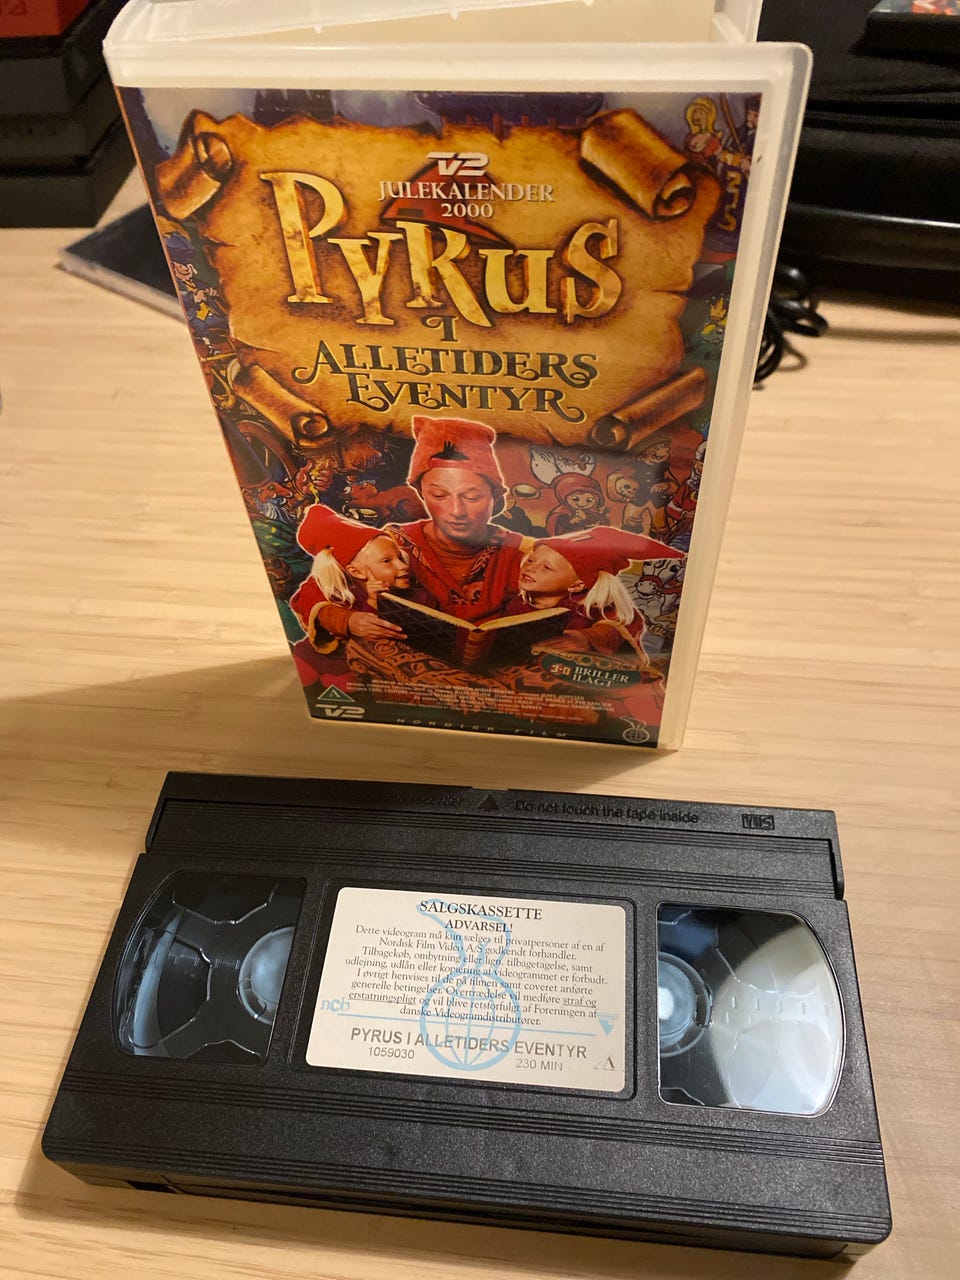 TV2
JULEKALENDER
2000
PYRUS
I
ALLETIDERS
EVENTYR
3-D BRILLER
ILAGT
TV2
NORDISK FILM
Do not touch the tape inside
VHS
SALGSKASSETTE
ADVARSEL!
Dette videogram må kun sælges til privatpersoner af en af
Nordisk Film Video A/S godkendt forhandler.
Tilbagekøb, ombytning eller lign. tilbagetagelse, samt
udlejning, udlån eller kopiering af videogrammet er forbudt.
I øvrigt henvises til de på filmen samt coveret anførte
generelle betingelser. Overtrædelse vil medføre straf og
erstatningspligt og vil blive retsforfulgt af Foreningen af
danske Videogramdistributører.
ncb
PYRUS I ALLETIDERS EVENTYR
1059030
230 MIN
A